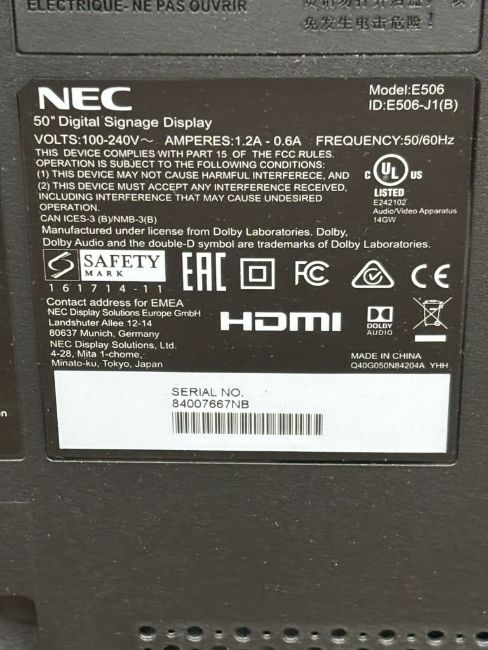 ELECTRIQUE- NE PAS OUVRIR
免发生电击危险!
NEC
50" Digital Signage Display
Model:E506
ID:E506-J1(B)
VOLTS:100-240V~ AMPERES:1.2A - 0.6A FREQUENCY:50/60Hz
THIS DEVICE COMPLIES WITH PART 15 OF THE FCC RULES.
OPERATION IS SUBJECT TO THE FOLLOWING CONDITIONS:
(1) THIS DEVICE MAY NOT CAUSE HARMFUL INTERFERECE, AND
(2) THIS DEVICE MUST ACCEPT ANY INTERFERENCE RECEIVED,
INCLUDING INTERFERENCE THAT MAY CAUSE UNDESIRED
OPERATION.
CAN ICES-3 (B)/NMB-3(B)
C UL US
LISTED
E242102
Audio/Video Apparatus
14GW
Manufactured under license from Dolby Laboratories. Dolby,
Dolby Audio and the double-D symbol are trademarks of Dolby Laboratories.
S SAFETY
MARK
161714-11
EAC
FC
CE
Contact address for EMEA
NEC Display Solutions Europe GmbH
Landshuter Allee 12-14
80637 Munich, Germany
NEC Display Solutions, Ltd.
4-28, Mita 1-chome,
Minato-ku, Tokyo, Japan
HDMI
DOLBY
AUDIO
MADE IN CHINA
Q40G050N84204A YHH
SERIAL NO.
84007667NB
on